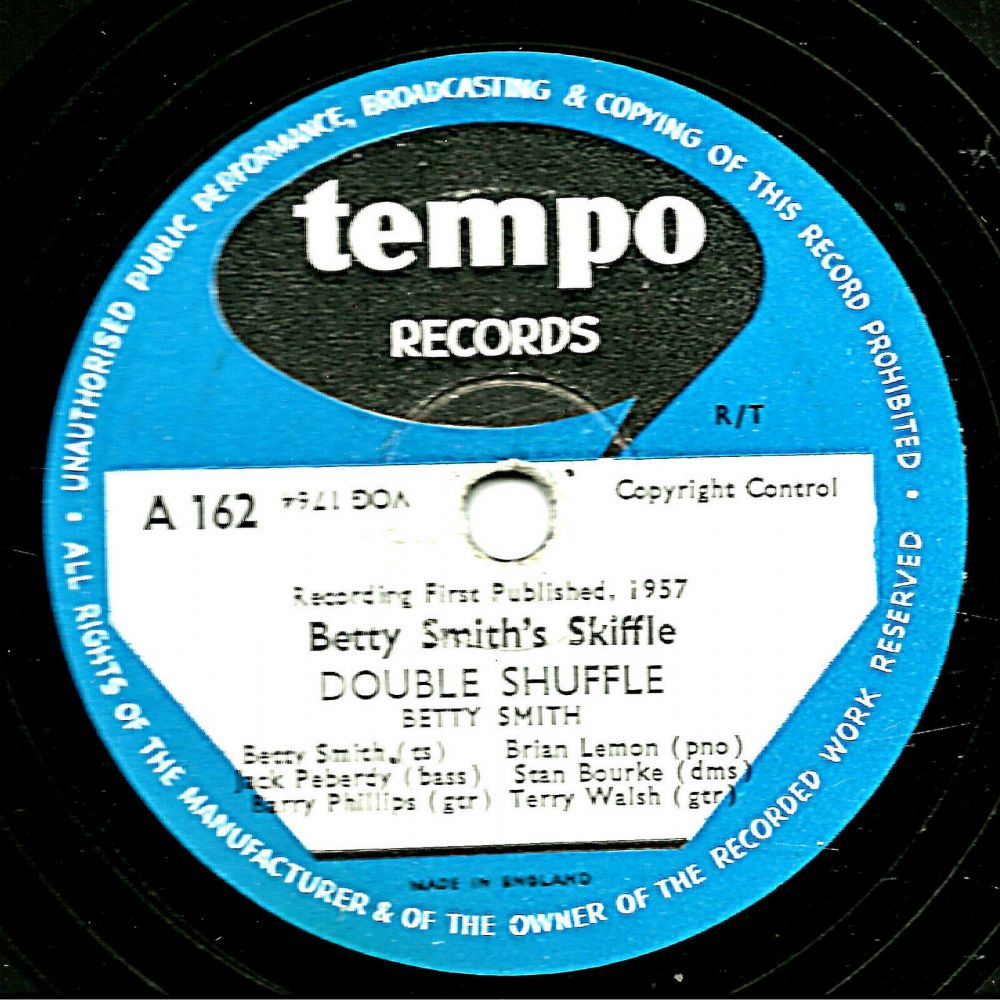 UNAUTHORISED PUBLIC PERFORMANCE, BROADCASTING & COPYING OF THIS RECORD PROHIBITED •
ALL RIGHTS OF THE MANUFACTURER & OF THE OWNER OF THE RECORDED WORK RESERVED •
tempo
RECORDS
R/T
A 162 VOG 1764 Copyright Control
Recording First Published, 1957
Betty Smith's Skiffle
DOUBLE SHUFFLE
BETTY SMITH
Betty Smith (ts) Brian Lemon (pno)
Jack Peberdy (bass) Stan Bourke (dms)
Barry Phillips (gtr) Terry Walsh (gtr)
MADE IN ENGLAND